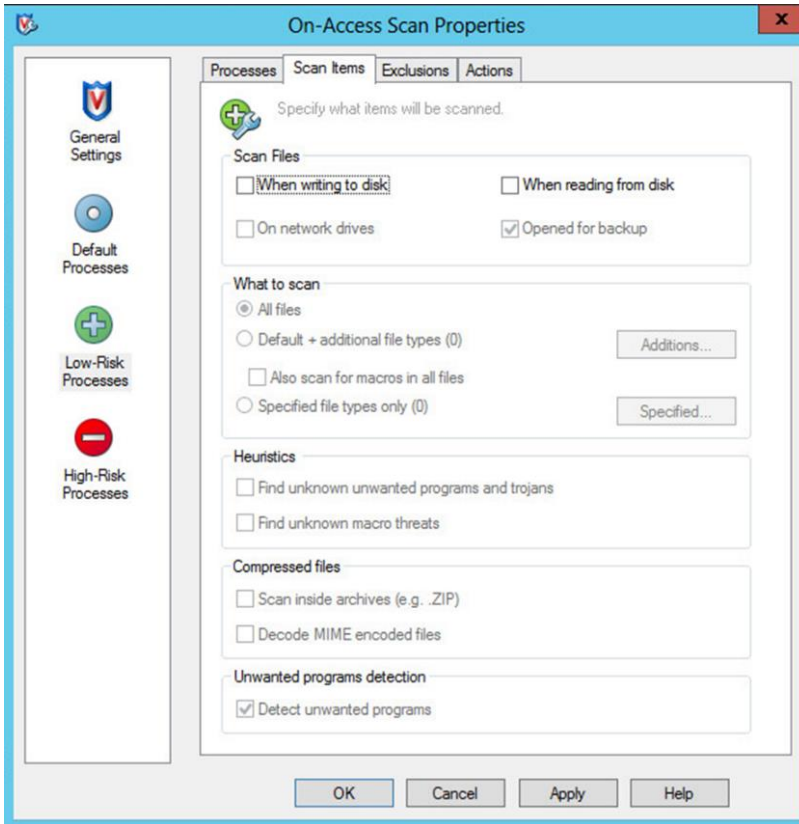 On-Access Scan Properties
x
General
Settings
Default
Processes
Low-Risk
Processes
High-Risk
Processes
Processes Scan Items Exclusions Actions
Specify what items will be scanned.
Scan Files
When writing to disk When reading from disk
On network drives Opened for backup
What to scan
All files
Default + additional file types (0) Additions...
Also scan for macros in all files
Specified file types only (0) Specified...
Heuristics
Find unknown unwanted programs and trojans
Find unknown macro threats
Compressed files
Scan inside archives (e.g. .ZIP)
Decode MIME encoded files
Unwanted programs detection
Detect unwanted programs
OK Cancel Apply Help